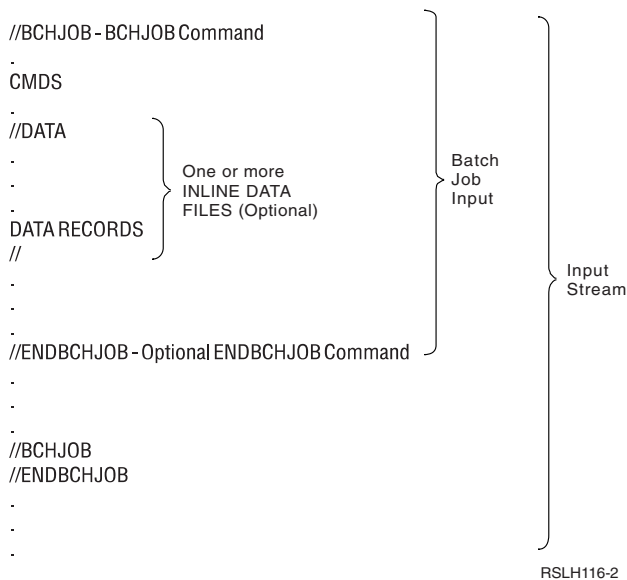 //BCHJOB - BCHJOB Command
.
CMDS
.
//DATA
.
.
.
DATA RECORDS
//
.
.
.
//ENDBCHJOB - Optional ENDBCHJOB Command
.
.
.
//BCHJOB
//ENDBCHJOB
.
.
.
One or more
INLINE DATA
FILES (Optional)
Batch
Job
Input
Input
Stream
RSLH116-2